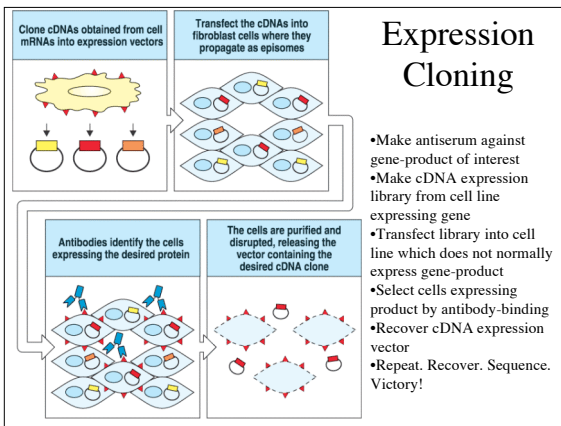 Clone cDNAs obtained from cell
mRNAs into expression vectors
Transfect the cDNAs into
fibroblast cells where they
propagate as episomes
Antibodies identify the cells
expressing the desired protein
The cells are purified and
disrupted, releasing the
vector containing the
desired cDNA clone
Expression
Cloning
•Make antiserum against
gene-product of interest
•Make cDNA expression
library from cell line
expressing gene
•Transfect library into cell
line which does not normally
express gene-product
•Select cells expressing
product by antibody-binding
•Recover cDNA expression
vector
•Repeat. Recover. Sequence.
Victory!